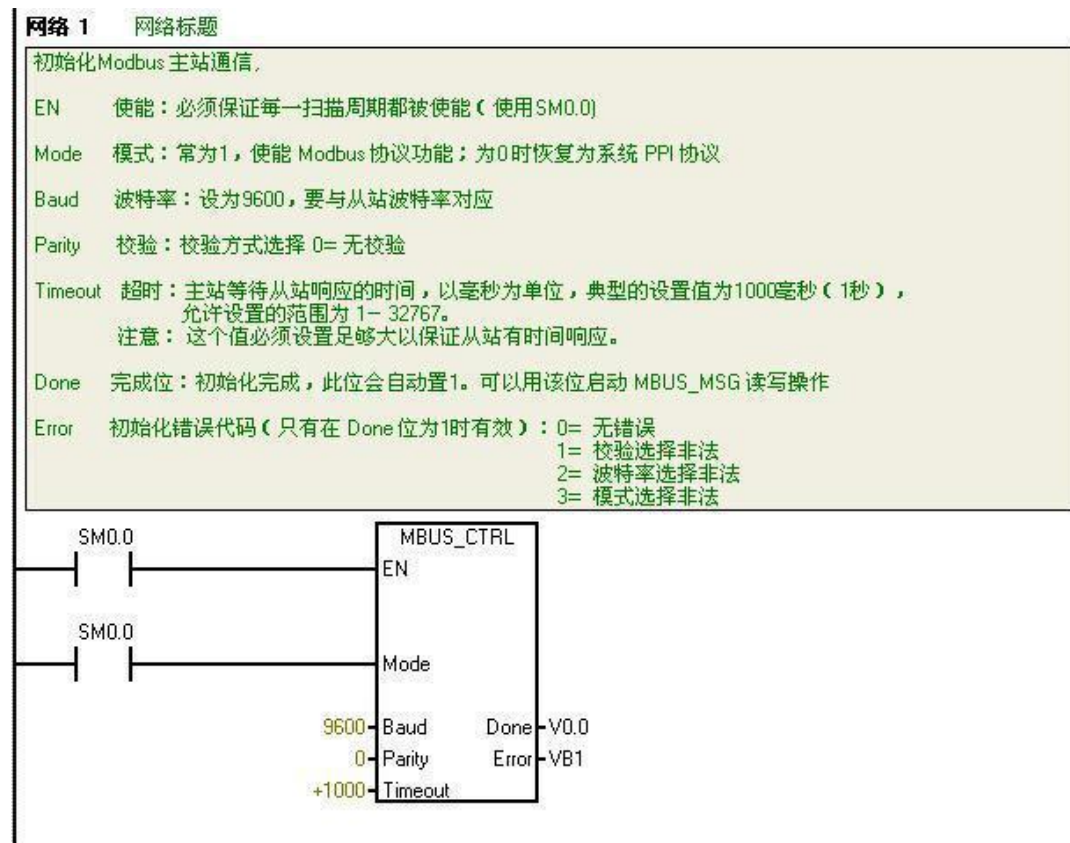 网络 1 网络标题
初始化Modbus 主站通信,
EN 使能：必须保证每一扫描周期都被使能（使用SM0.0)
Mode 模式：常为1，使能 Modbus 协议功能；为0时恢复为系统 PPI 协议
Baud 波特率：设为9600，要与从站波特率对应
Parity 校验：校验方式选择 0= 无校验
Timeout 超时：主站等待从站响应的时间，以毫秒为单位，典型的设置值为1000毫秒（1秒），
允许设置的范围为 1- 32767。
注意： 这个值必须设置足够大以保证从站有时间响应。
Done 完成位：初始化完成，此位会自动置1。可以用该位启动 MBUS_MSG 读写操作
Error 初始化错误代码（只有在 Done 位为1时有效）：0= 无错误
1= 校验选择非法
2= 波特率选择非法
3= 模式选择非法
SM0.0 MBUS_CTRL
EN
SM0.0
Mode
9600 Baud Done V0.0
0 Parity Error VB1
+1000 Timeout